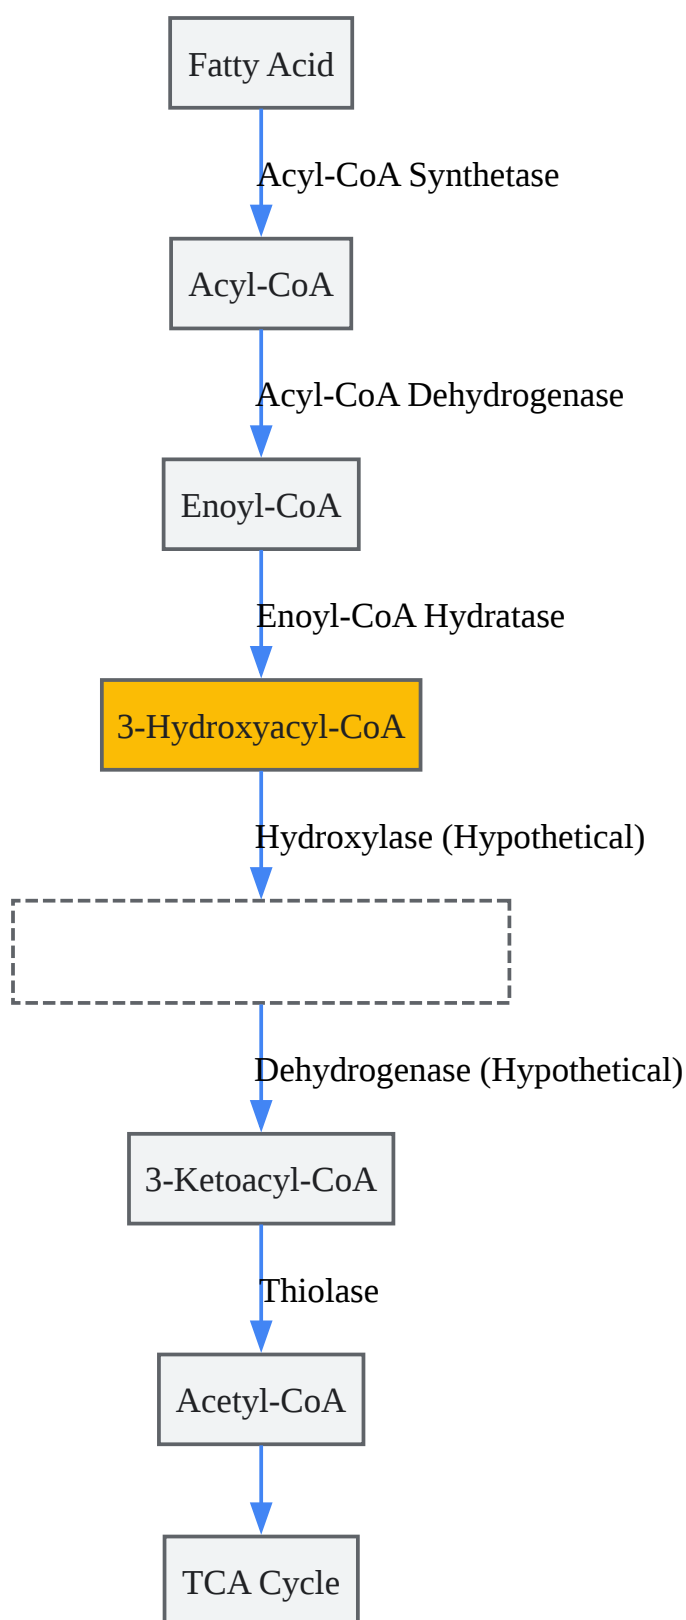 Fatty Acid
Acyl-CoA Synthetase
Acyl-CoA
Acyl-CoA Dehydrogenase
Enoyl-CoA
Enoyl-CoA Hydratase
3-Hydroxyacyl-CoA
Hydroxylase (Hypothetical)
Dehydrogenase (Hypothetical)
3-Ketoacyl-CoA
Thiolase
Acetyl-CoA
TCA Cycle